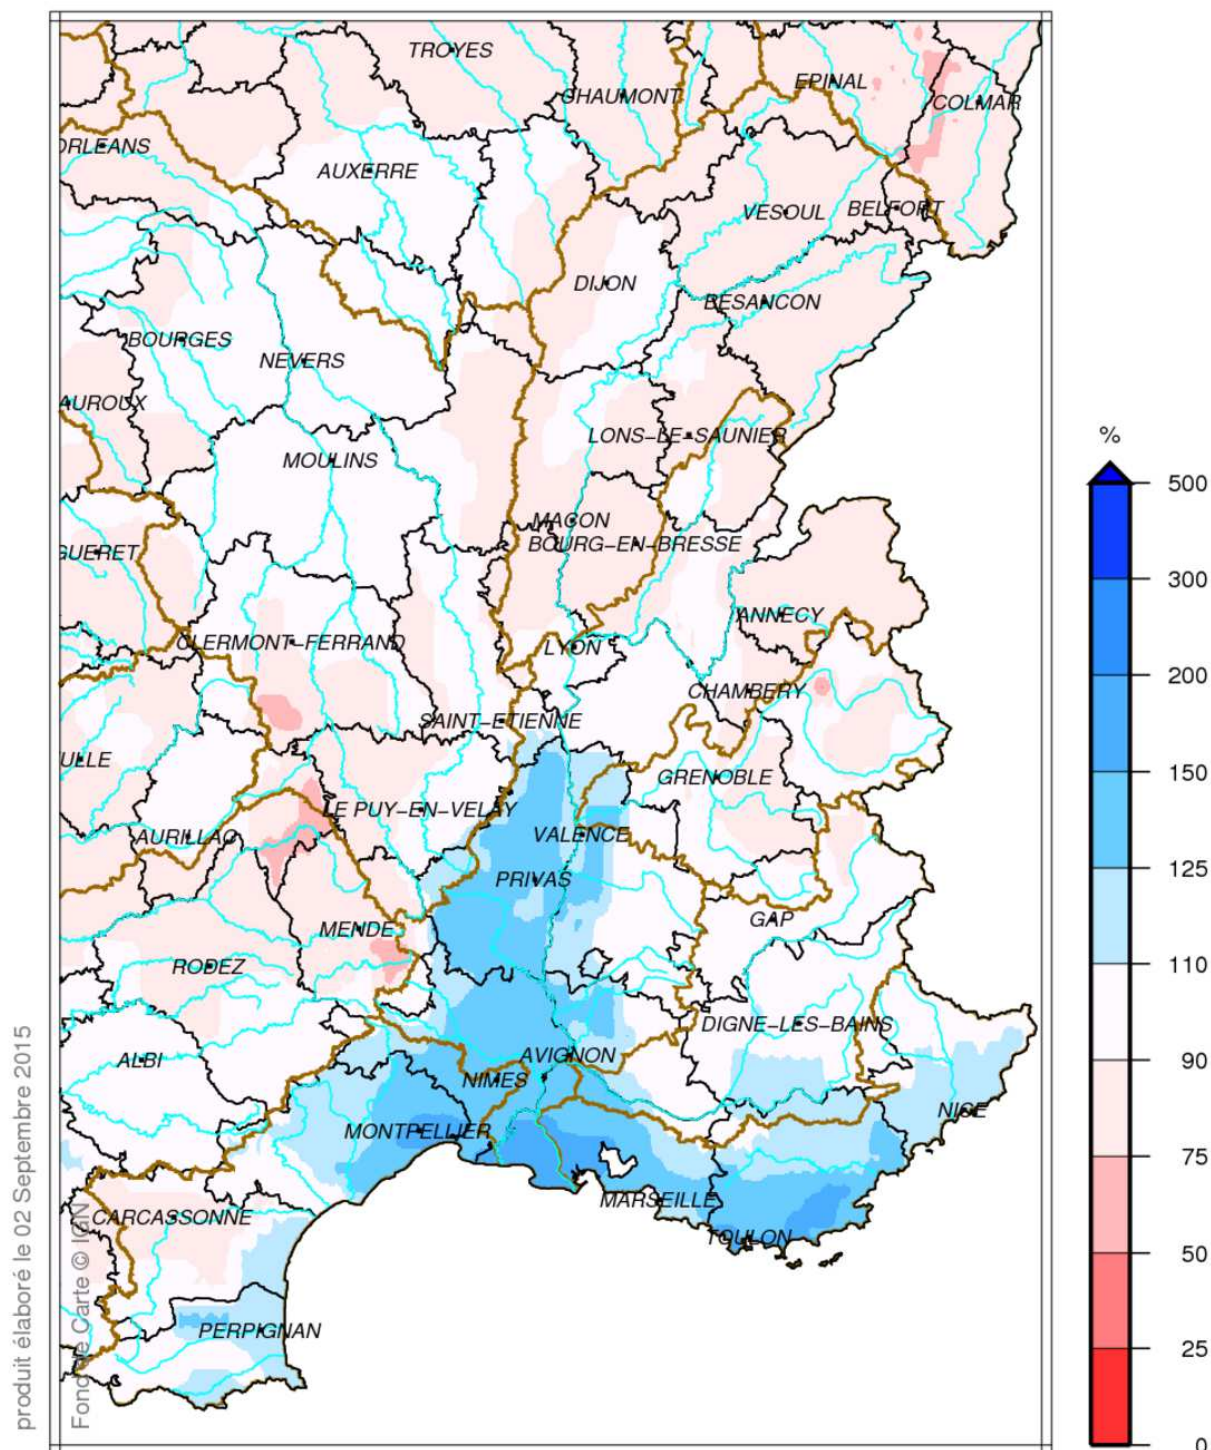 TROYES
EPINAL
CHAUMONT
COLMAR
ORLEANS
AUXERRE
VESOUL
BELFORT
DIJON
BESANCON
BOURGES
NEVERS
AUROUX
LONS-LE-SAUNIER
MOULINS
MACON
BOURG-EN-BRESSE
GUERET
ANNECY
CLERMONT-FERRAND
LYON
CHAMBERY
SAINT-ETIENNE
ULLE
GRENOBLE
LE PUY-EN-VELAY
AURILLAC
VALENCE
PRIVAS
GAP
MENDE
RODEZ
DIGNE-LES-BAINS
AVIGNON
ALBI
NIMES
NICE
MONTPELLIER
MARSEILLE
CARCASSONNE
TOULON
PERPIGNAN
%
500
300
200
150
125
110
90
75
50
25
0
produit élaboré le 02 Septembre 2015
Fond de Carte © IGN